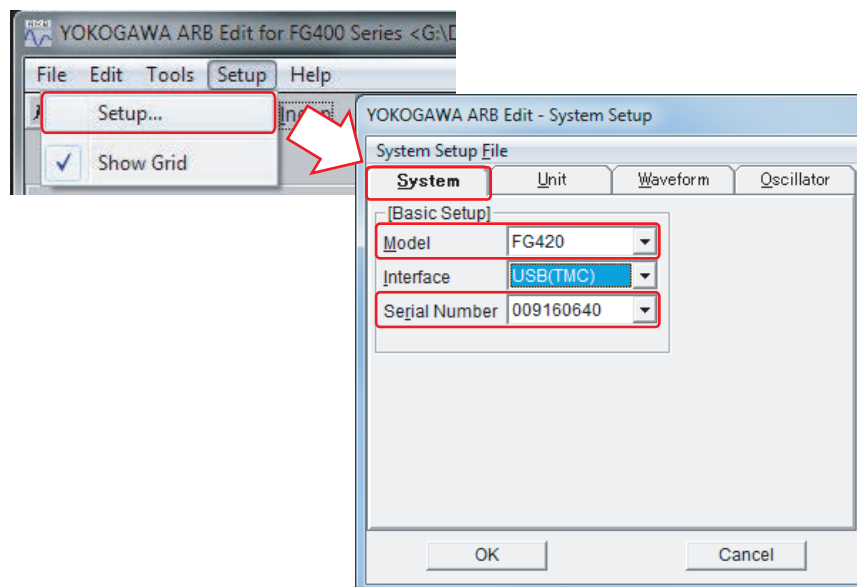 YOKOGAWA ARB Edit for FG400 Series <G:\
File Edit Tools Setup Help
Setup...
Show Grid
YOKOGAWA ARB Edit - System Setup
System Setup File
System Unit Waveform Oscillator
[Basic Setup]
Model FG420
Interface USB(TMC)
Serial Number 009160640
OK Cancel